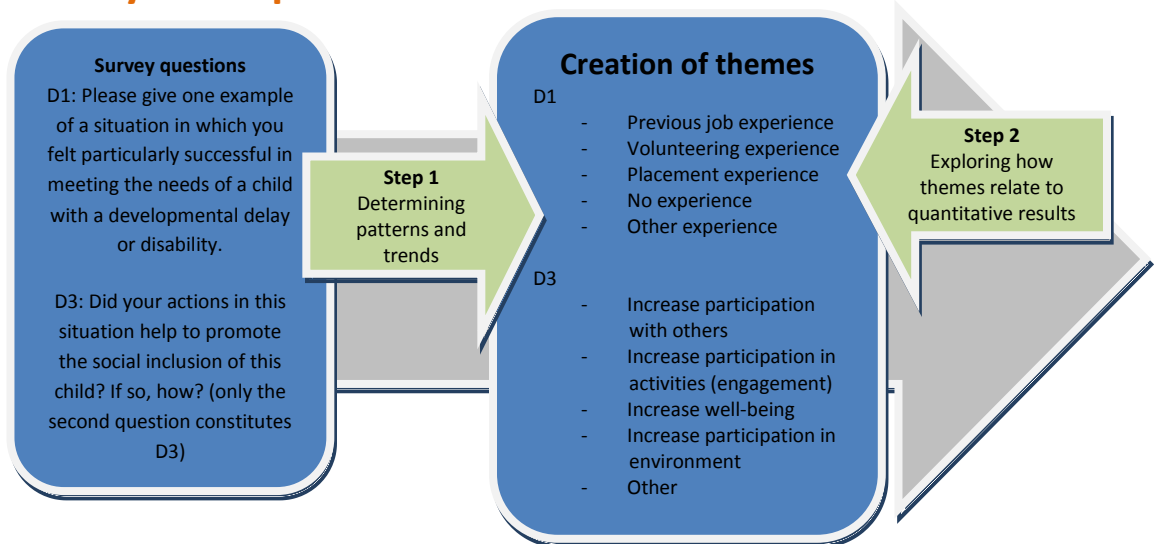 Survey questions
D1: Please give one example
of a situation in which you
felt particularly successful in
meeting the needs of a child
with a developmental delay
or disability.
D3: Did your actions in this
situation help to promote
the social inclusion of this
child? If so, how? (only the
second question constitutes
D3)
Step 1
Determining
patterns and
trends
Creation of themes
D1
- Previous job experience
- Volunteering experience
- Placement experience
- No experience
- Other experience
D3
- Increase participation
with others
- Increase participation in
activities (engagement)
- Increase well-being
- Increase participation in
environment
- Other
Step 2
Exploring how
themes relate to
quantitative results